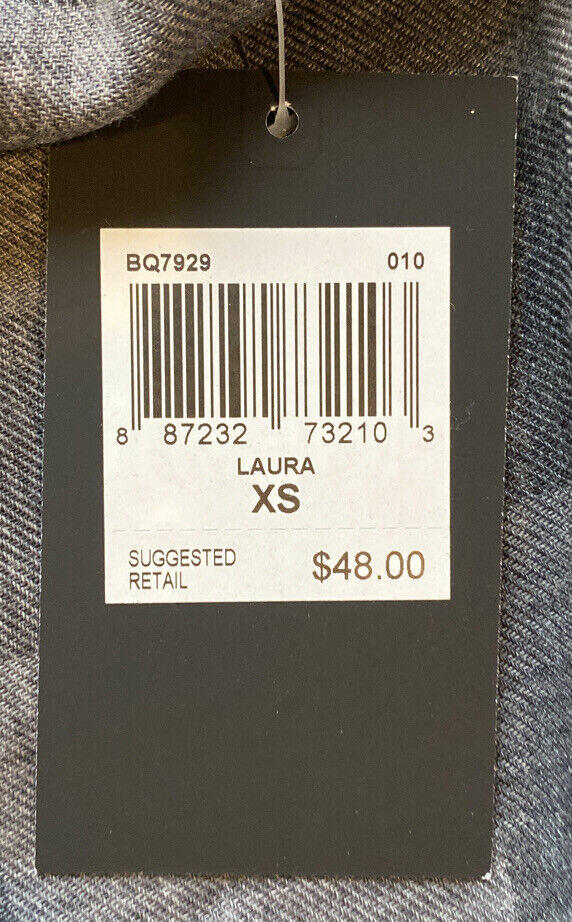 BQ7929 010
8 87232 73210 3
LAURA
XS
SUGGESTED
RETAIL $48.00